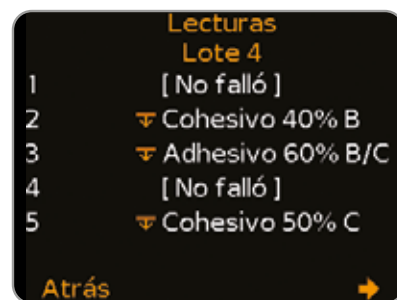 Lecturas
Lote 4
1 [ No falló ]
2 Cohesivo 40% B
3 Adhesivo 60% B/C
4 [ No falló ]
5 Cohesivo 50% C
Atrás